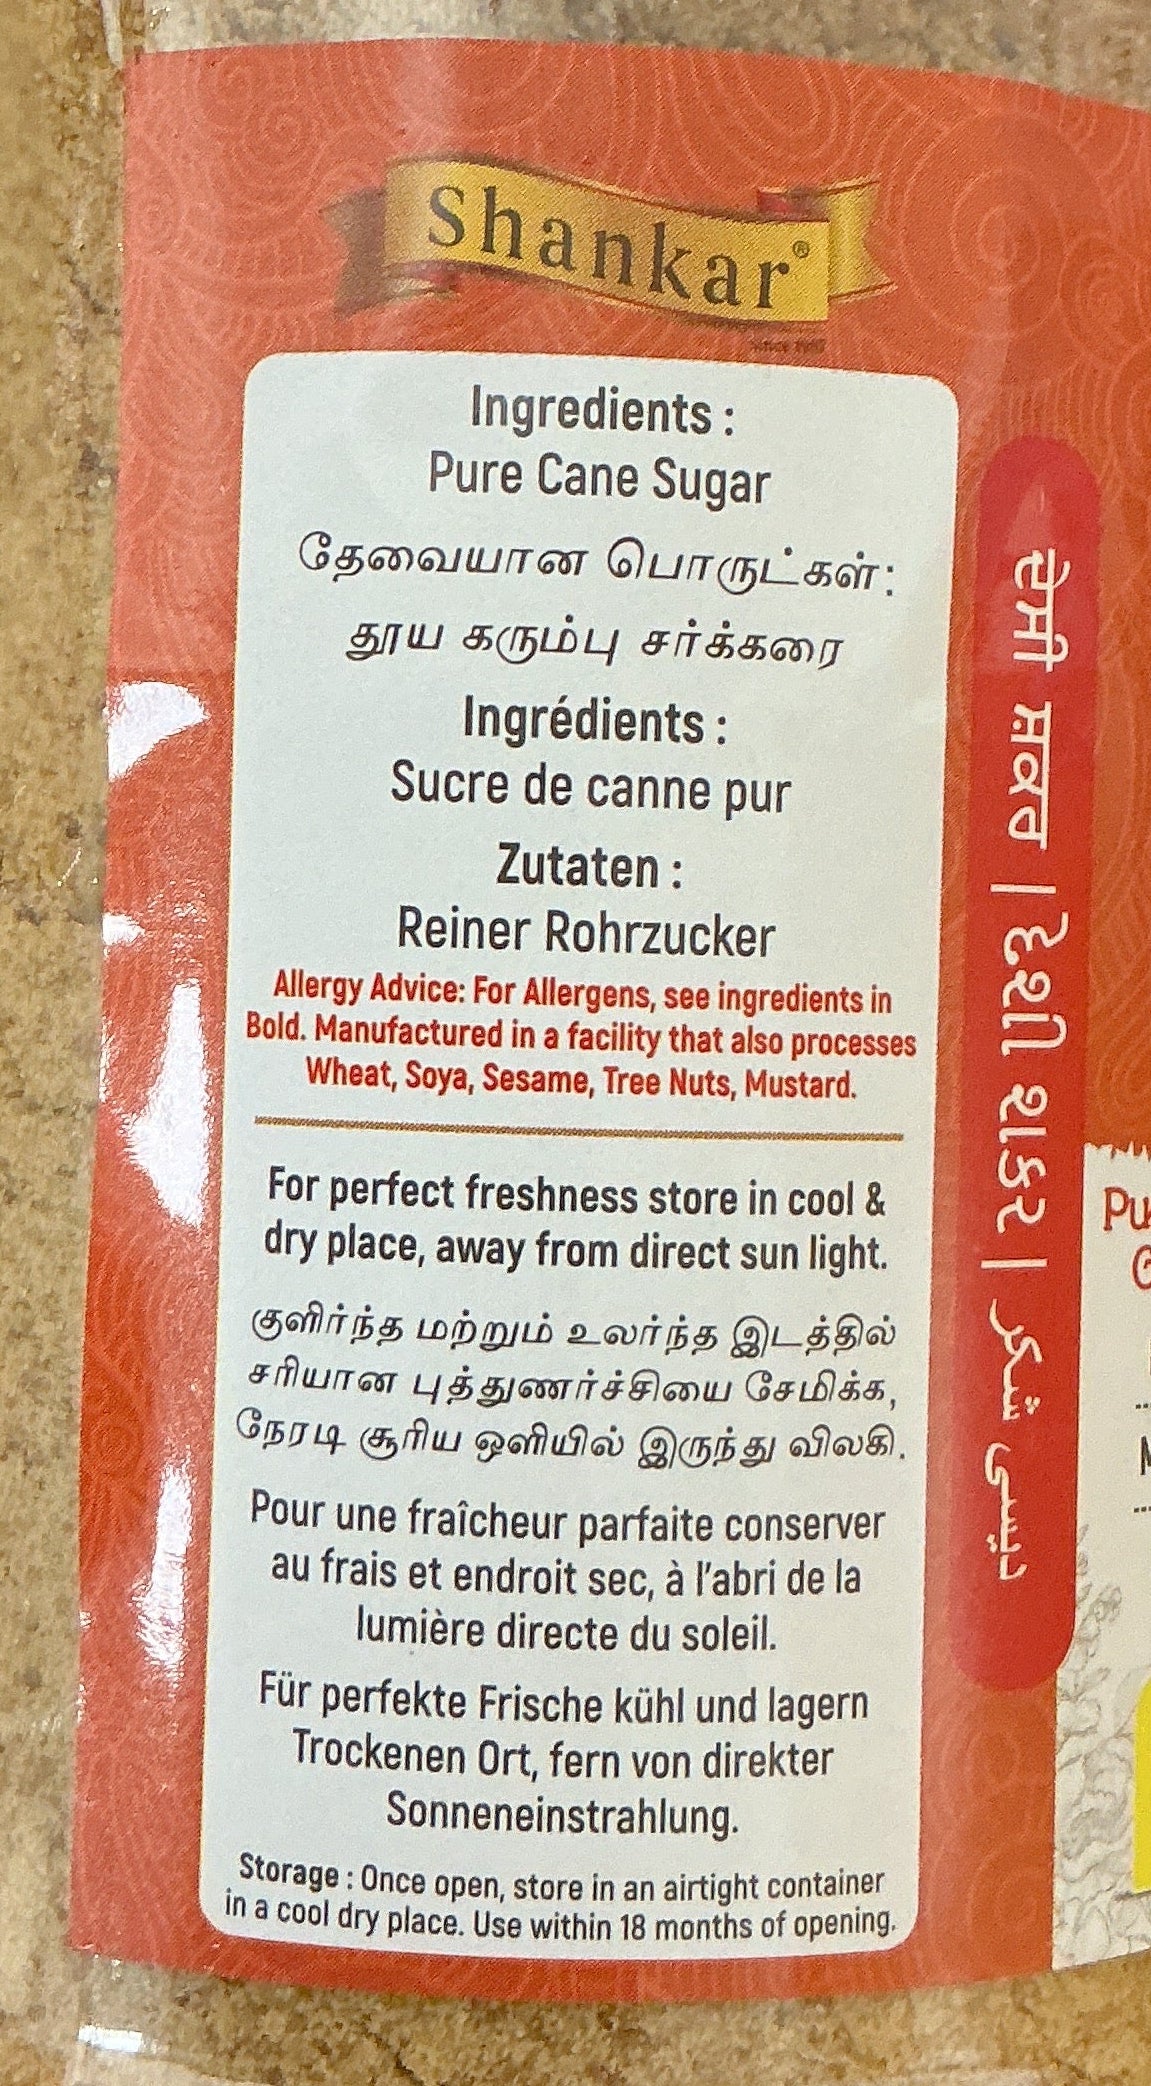 Shankar®
Ingredients :
Pure Cane Sugar
தேவையான பொருட்கள்:
தூய கரும்பு சர்க்கரை
Ingrédients :
Sucre de canne pur
Zutaten :
Reiner Rohrzucker
Allergy Advice: For Allergens, see ingredients in
Bold. Manufactured in a facility that also processes
Wheat, Soya, Sesame, Tree Nuts, Mustard.
For perfect freshness store in cool &
dry place, away from direct sun light.
குளிர்ந்த மற்றும் உலர்ந்த இடத்தில்
சரியான புத்துணர்ச்சியை சேமிக்க,
நேரடி சூரிய ஒளியில் இருந்து விலகி.
Pour une fraîcheur parfaite conserver
au frais et endroit sec, à l'abri de la
lumière directe du soleil.
Für perfekte Frische kühl und lagern
Trockenen Ort, fern von direkter
Sonneneinstrahlung.
Storage : Once open, store in an airtight container
in a cool dry place. Use within 18 months of opening.
ਦੇਸੀ ਸ਼ਕਰ | દેશી શકર | دیسی شکر